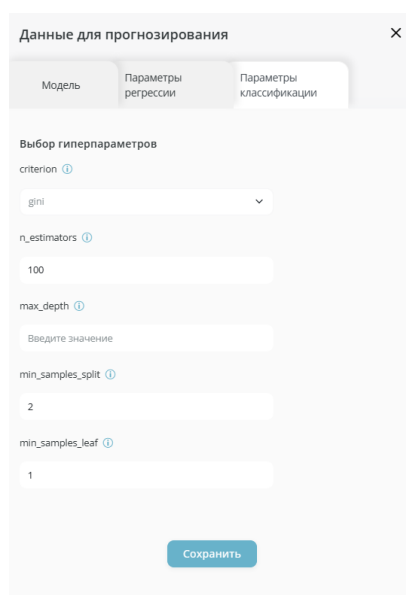 Данные для прогнозирования
Модель
Параметры
регрессии
Параметры
классификации
Выбор гиперпараметров
criterion
gini
n_estimators
100
max_depth
Введите значение
min_samples_split
2
min_samples_leaf
1
Сохранить